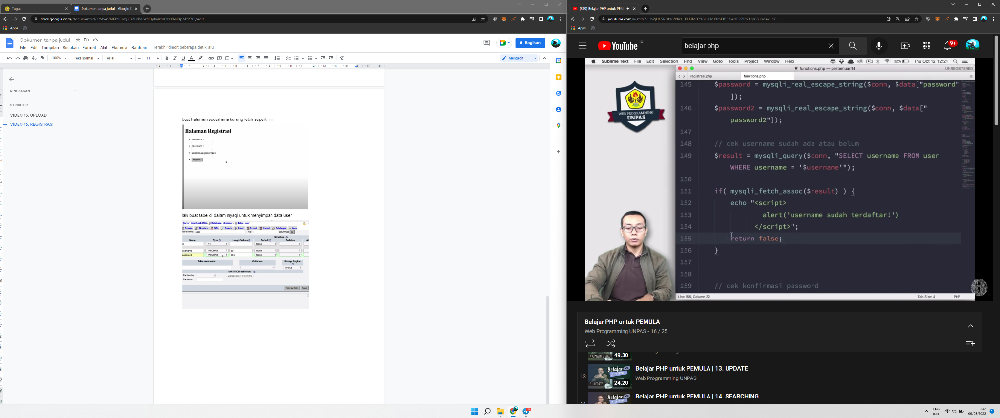 Tugas
Dokumen tanpa judul - Google D
docs.google.com/document/d/1Y4SeVNFk9BmgX32LsB46afjQyfMrtnOzzXMj9pMxP7Q/edit
Apps
Dokumen tanpa judul
File Edit Tampilan Sisipkan Format Alat Ekstensi Bantuan Terakhir diedit beberapa detik lalu
Bagikan
100% Teks normal Arial 11
Mengedit
RINGKASAN
STRUKTUR
VIDEO 15. UPLOAD
VIDEO 16. REGISTRASI
buat halaman sederhana kurang lebih seperti ini
Halaman Registrasi
username :
password :
konfirmasi password :
Register!
lalu buat tabel di dalam mysql untuk menyimpan data user
Server: localhost:3306 » Database: phpdasar » Table: user
Browse Structure SQL Search Insert Export Import Privileges More
Table name: user Add 1 column(s) Go
Structure
Name Type Length/Values Default Collation
id INT None
username VARCHAR 50 None
password VARCHAR 255 None
Table comments: Collation: Storage Engine:
InnoDB
PARTITION definition:
Partition by: ( Expression or column list )
Partitions:
Preview SQL Save
(339) Belajar PHP untuk PEM
youtube.com/watch?v=b2jUL5RDI18&list=PLFIM0718LjIUqXfmEI8E3-uzERZPh3vp6&index=16
Apps
YouTube ID
belajar php
9+
Sublime Text File Edit Selection Find View Goto Tools Project Window Help 32% Thu Oct 12 12:21
functions.php — pertemuan14 UNREGISTERED
registrasi.php functions.php
WEB PROGRAMMING
UNPAS
145 $password = mysqli_real_escape_string($conn, $data["password"
]);
146 $password2 = mysqli_real_escape_string($conn, $data["
password2"]);
147
148 // cek username sudah ada atau belum
149 $result = mysqli_query($conn, "SELECT username FROM user
WHERE username = '$username'");
150
151 if( mysqli_fetch_assoc($result) ) {
152 echo "<script>
153 alert('username sudah terdaftar!')
154 </script>";
155 return false;
156 }
157
158
159 // cek konfirmasi password
Line 155, Column 22 Tab Size: 4 PHP
Belajar PHP untuk PEMULA
Web Programming UNPAS - 16 / 25
49.30
13
Belajar PHP untuk PEMULA | 13. UPDATE
Web Programming UNPAS
Belajar
#11 UPDATE 24.20
14
Belajar PHP untuk PEMULA | 14. SEARCHING
Belajar
ENG
INTL
19:42
09/05/2022